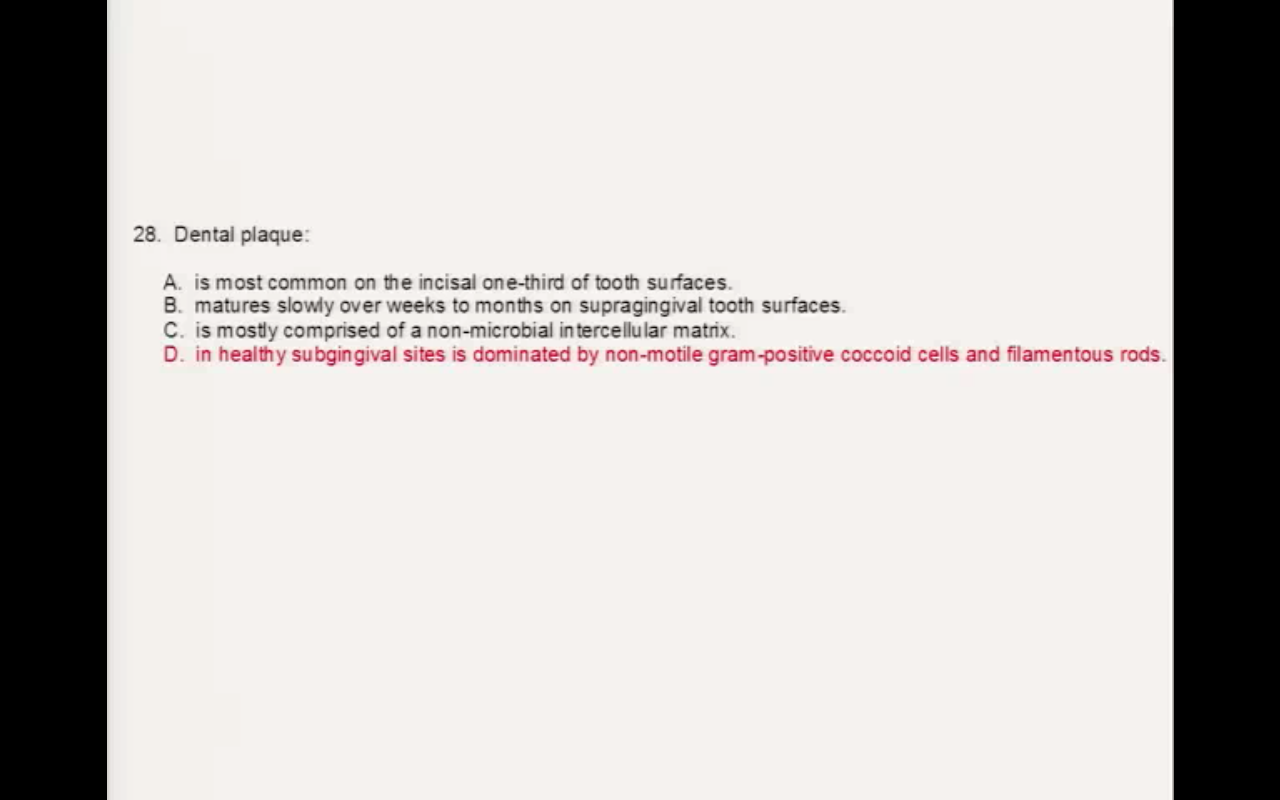 28. Dental plaque:
A. is most common on the incisal one-third of tooth surfaces.
B. matures slowly over weeks to months on supragingival tooth surfaces.
C. is mostly comprised of a non-microbial intercellular matrix.
D. in healthy subgingival sites is dominated by non-motile gram-positive coccoid cells and filamentous rods.